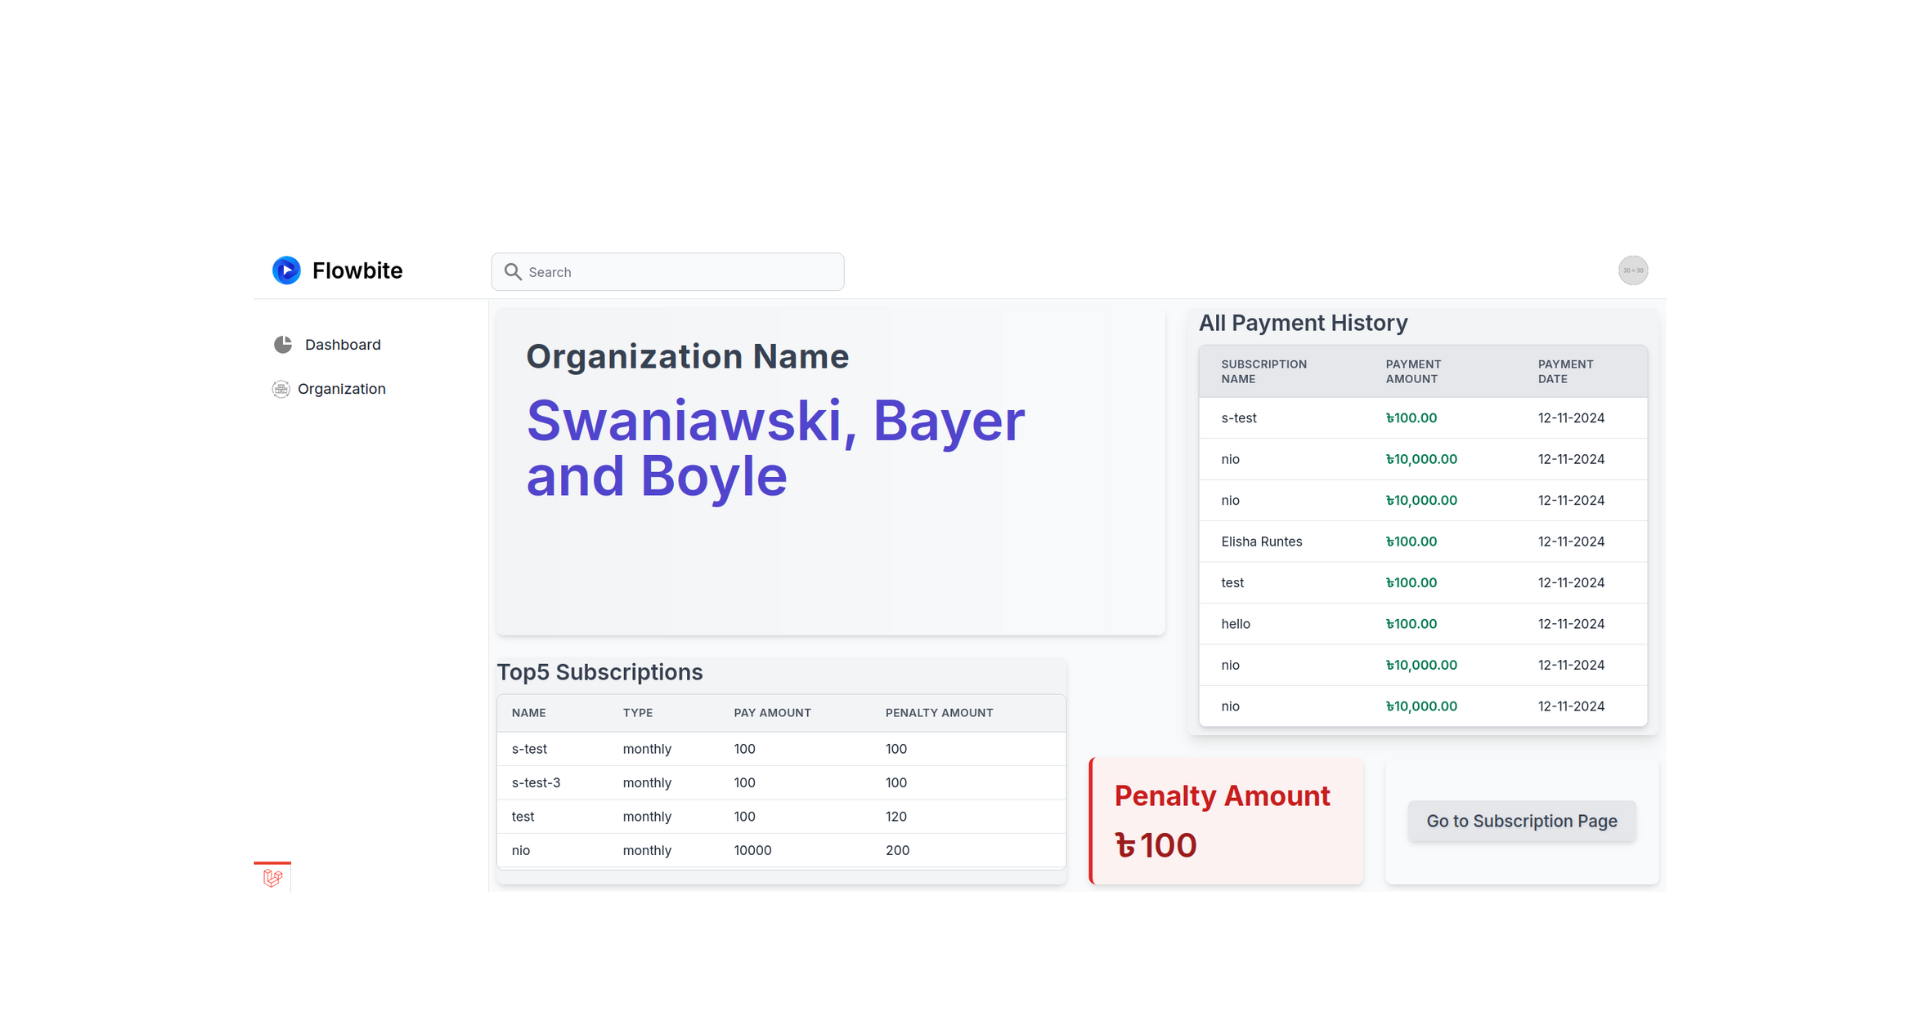 Flowbite
Search
Dashboard
Organization
Organization Name
Swaniawski, Bayer
and Boyle
All Payment History
SUBSCRIPTION NAME PAYMENT AMOUNT PAYMENT DATE
s-test ৳100.00 12-11-2024
nio ৳10,000.00 12-11-2024
nio ৳10,000.00 12-11-2024
Elisha Runtes ৳100.00 12-11-2024
test ৳100.00 12-11-2024
hello ৳100.00 12-11-2024
nio ৳10,000.00 12-11-2024
nio ৳10,000.00 12-11-2024
Top5 Subscriptions
NAME TYPE PAY AMOUNT PENALTY AMOUNT
s-test monthly 100 100
s-test-3 monthly 100 100
test monthly 100 120
nio monthly 10000 200
Penalty Amount
৳100
Go to Subscription Page